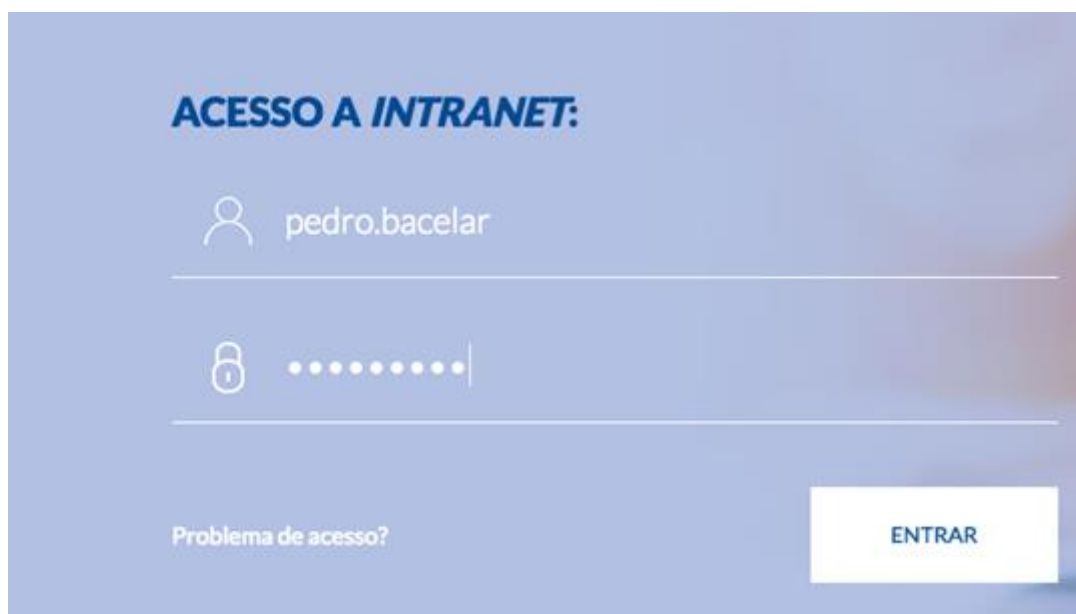 ACESSO A INTRANET:
pedro.bacelar
•••••••••
Problema de acesso?
ENTRAR